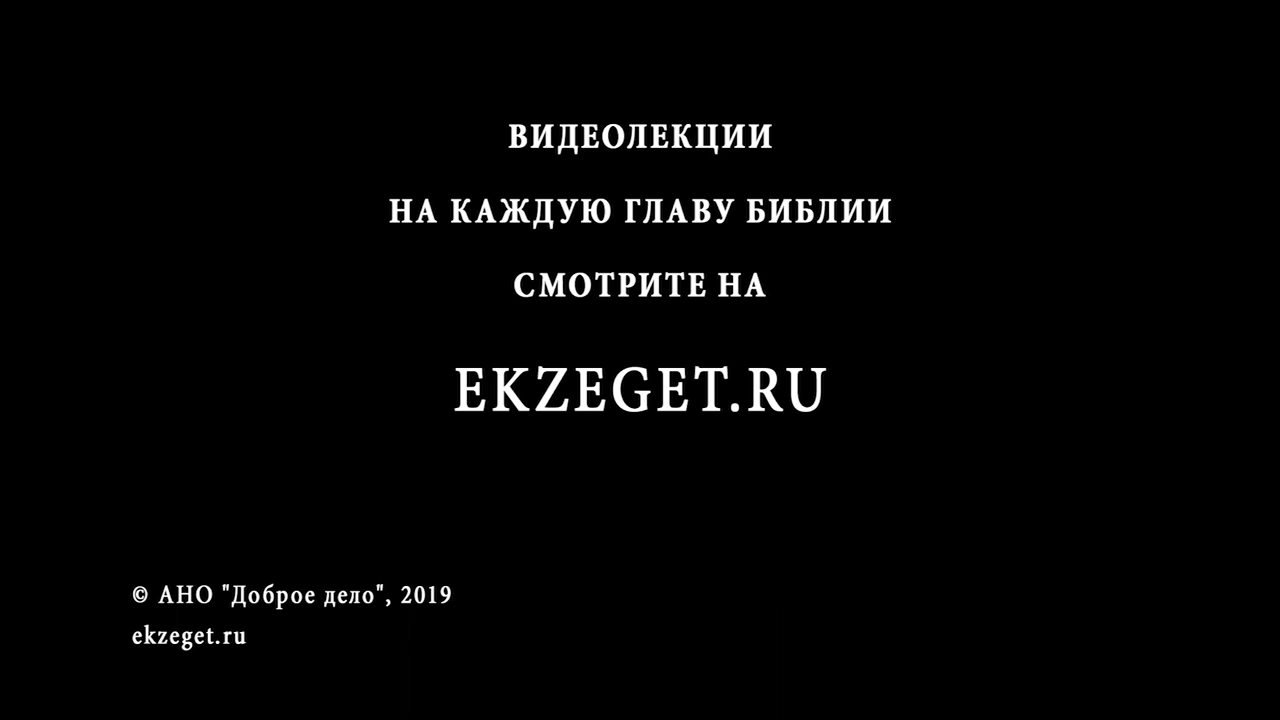 ВИДЕОЛЕКЦИИ
НА КАЖДУЮ ГЛАВУ БИБЛИИ
СМОТРИТЕ НА
EKZEGET.RU
© АНО "Доброе дело", 2019
ekzeget.ru